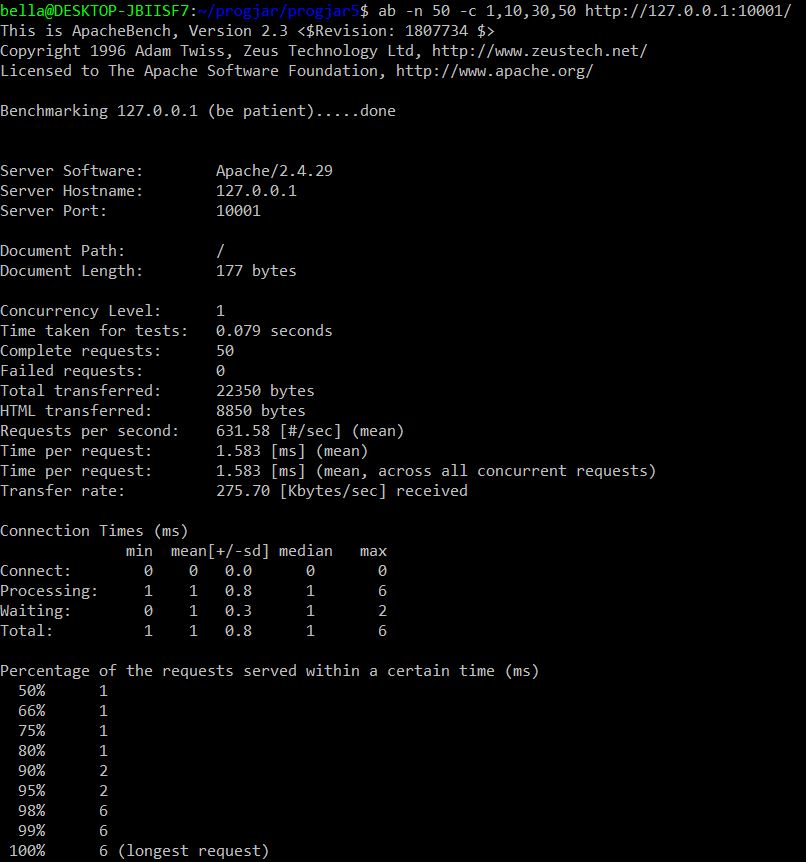 bella@DESKTOP-JBIISF7:~/progjar/progjar5$ ab -n 50 -c 1,10,30,50 http://127.0.0.1:10001/
This is ApacheBench, Version 2.3 <$Revision: 1807734 $>
Copyright 1996 Adam Twiss, Zeus Technology Ltd, http://www.zeustech.net/
Licensed to The Apache Software Foundation, http://www.apache.org/

Benchmarking 127.0.0.1 (be patient).....done


Server Software:        Apache/2.4.29
Server Hostname:        127.0.0.1
Server Port:            10001

Document Path:          /
Document Length:        177 bytes

Concurrency Level:      1
Time taken for tests:   0.079 seconds
Complete requests:      50
Failed requests:        0
Total transferred:      22350 bytes
HTML transferred:       8850 bytes
Requests per second:    631.58 [#/sec] (mean)
Time per request:       1.583 [ms] (mean)
Time per request:       1.583 [ms] (mean, across all concurrent requests)
Transfer rate:          275.70 [Kbytes/sec] received

Connection Times (ms)
              min  mean[+/-sd] median   max
Connect:        0    0   0.0      0       0
Processing:     1    1   0.8      1       6
Waiting:        0    1   0.3      1       2
Total:          1    1   0.8      1       6

Percentage of the requests served within a certain time (ms)
  50%      1
  66%      1
  75%      1
  80%      1
  90%      2
  95%      2
  98%      6
  99%      6
 100%      6 (longest request)